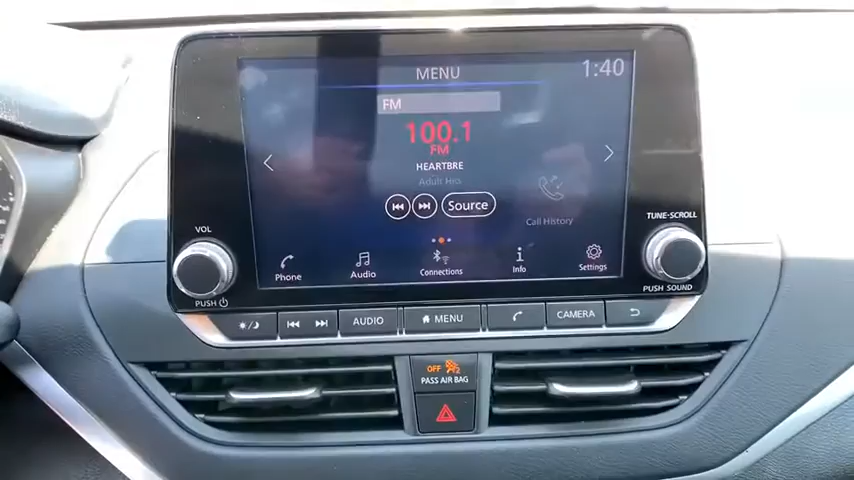 MENU
1:40
FM
100.1
FM
HEARTBRE
Adult Hits
Source
Call History
Phone
Audio
Connections
Info
Settings
VOL
PUSH
TUNE·SCROLL
PUSH SOUND
AUDIO
MENU
CAMERA
OFF
PASS AIR BAG